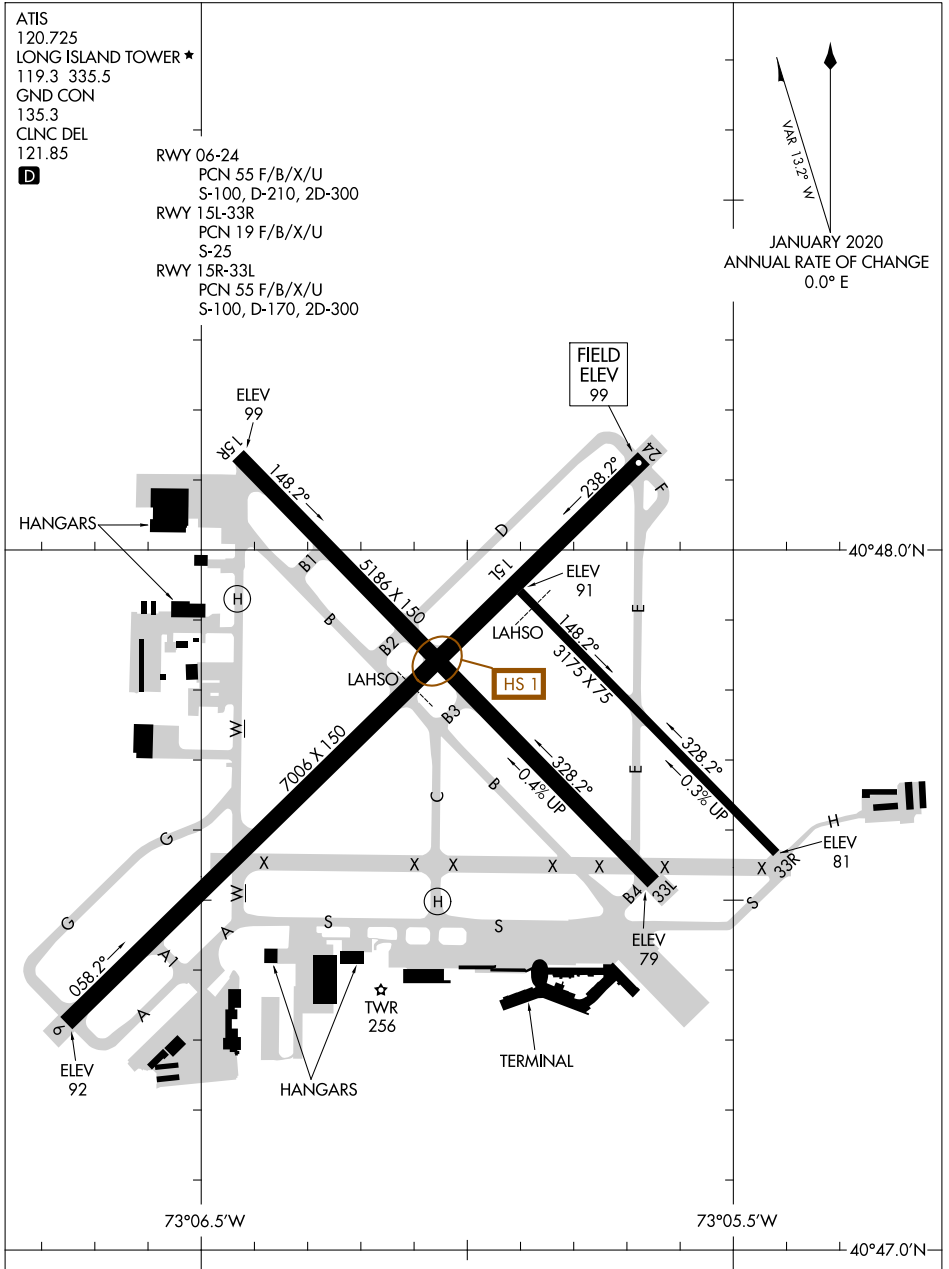 ATIS
120.725
LONG ISLAND TOWER ★
119.3 335.5
GND CON
135.3
CLNC DEL
121.85
D
RWY 06-24
PCN 55 F/B/X/U
S-100, D-210, 2D-300
RWY 15L-33R
PCN 19 F/B/X/U
S-25
RWY 15R-33L
PCN 55 F/B/X/U
S-100, D-170, 2D-300
VAR 13.2° W
JANUARY 2020
ANNUAL RATE OF CHANGE
0.0° E
FIELD
ELEV
99
ELEV
99
15R
24
148.2°
238.2°
F
HANGARS
D
40°48.0'N
B1
5186 X 150
15L
ELEV
91
H
B
LAHSO
148.2°
3175 X 75
E
B2
LAHSO
HS 1
B3
W
7006 X 150
328.2°
0.4% UP
328.2°
0.3% UP
E
C
B
G
H
ELEV
81
X
X
X
X
X
X
X
33R
W
H
B4
33L
S
G
A
S
S
ELEV
79
058.2°
A1
A
TWR
256
6
ELEV
92
HANGARS
TERMINAL
73°06.5'W
73°05.5'W
40°47.0'N